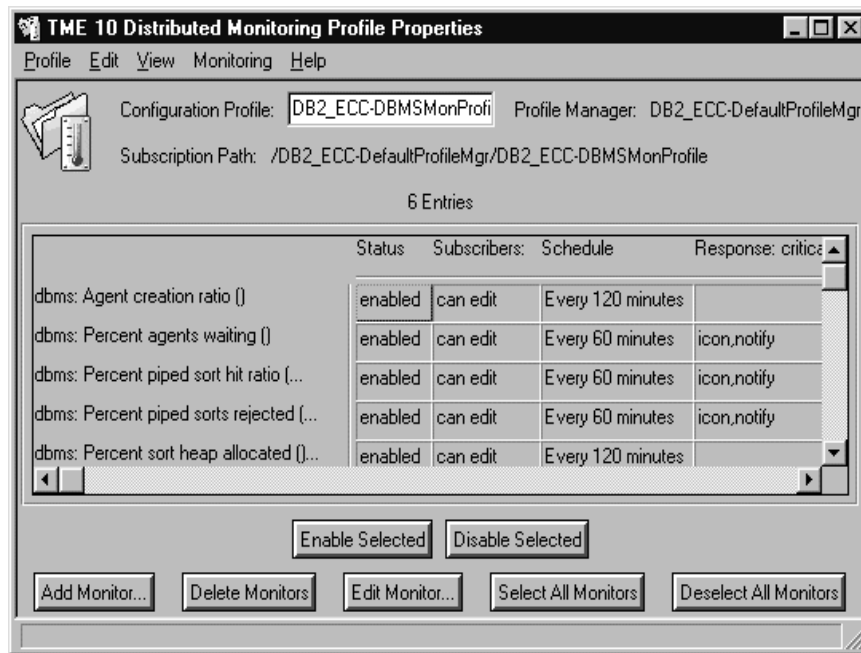 TME 10 Distributed Monitoring Profile Properties
Profile Edit View Monitoring Help
Configuration Profile: DB2_ECC-DBMSMonProfi Profile Manager: DB2_ECC-DefaultProfileMgr
Subscription Path: /DB2_ECC-DefaultProfileMgr/DB2_ECC-DBMSMonProfile
6 Entries
Status Subscribers: Schedule Response: critica
dbms: Agent creation ratio () enabled can edit Every 120 minutes
dbms: Percent agents waiting () enabled can edit Every 60 minutes icon,notify
dbms: Percent piped sort hit ratio (... enabled can edit Every 60 minutes icon,notify
dbms: Percent piped sorts rejected (... enabled can edit Every 60 minutes icon,notify
dbms: Percent sort heap allocated ()... enabled can edit Every 120 minutes
Enable Selected Disable Selected
Add Monitor... Delete Monitors Edit Monitor... Select All Monitors Deselect All Monitors